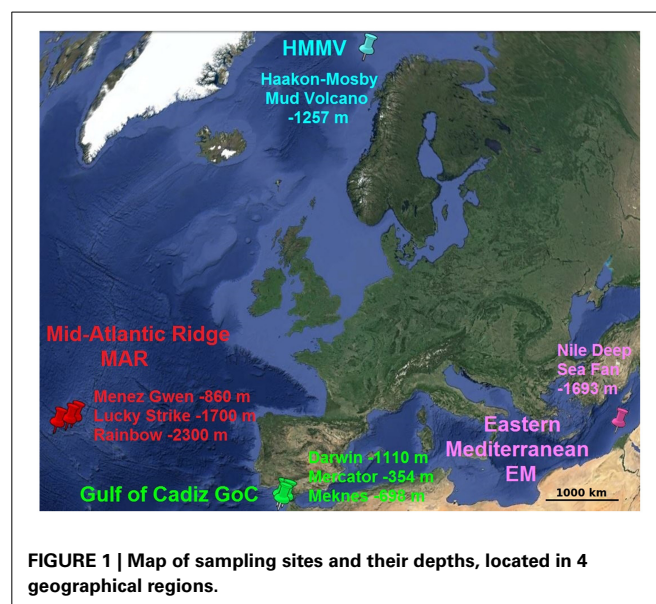 HMMV
Haakon-Mosby
Mud Volcano
-1257 m
Mid-Atlantic Ridge
MAR
Menez Gwen -860 m
Lucky Strike -1700 m
Rainbow -2300 m
Nile Deep
Sea Fan
-1693 m
Eastern
Mediterranean
EM
Darwin -1110 m
Mercator -354 m
Meknes -698 m
Gulf of Cadiz GoC
1000 km
FIGURE 1 | Map of sampling sites and their depths, located in 4
geographical regions.